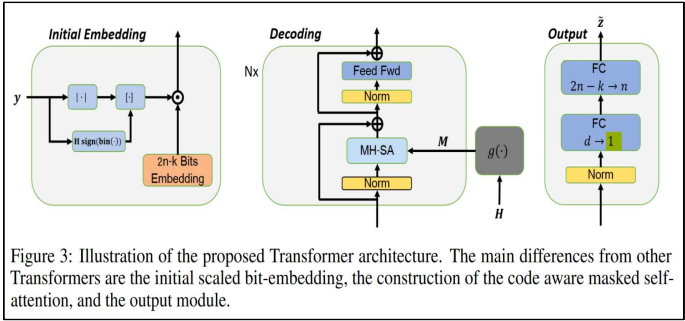 Initial Embedding
y
| · |
[·]
H sign(bin(·))
2n-k Bits
Embedding
Decoding
Nx
Feed Fwd
Norm
MH-SA
Norm
M
g(·)
H
Output
z̃
FC
2n − k → n
FC
d → 1
Norm
Figure 3: Illustration of the proposed Transformer architecture. The main differences from other
Transformers are the initial scaled bit-embedding, the construction of the code aware masked self-
attention, and the output module.